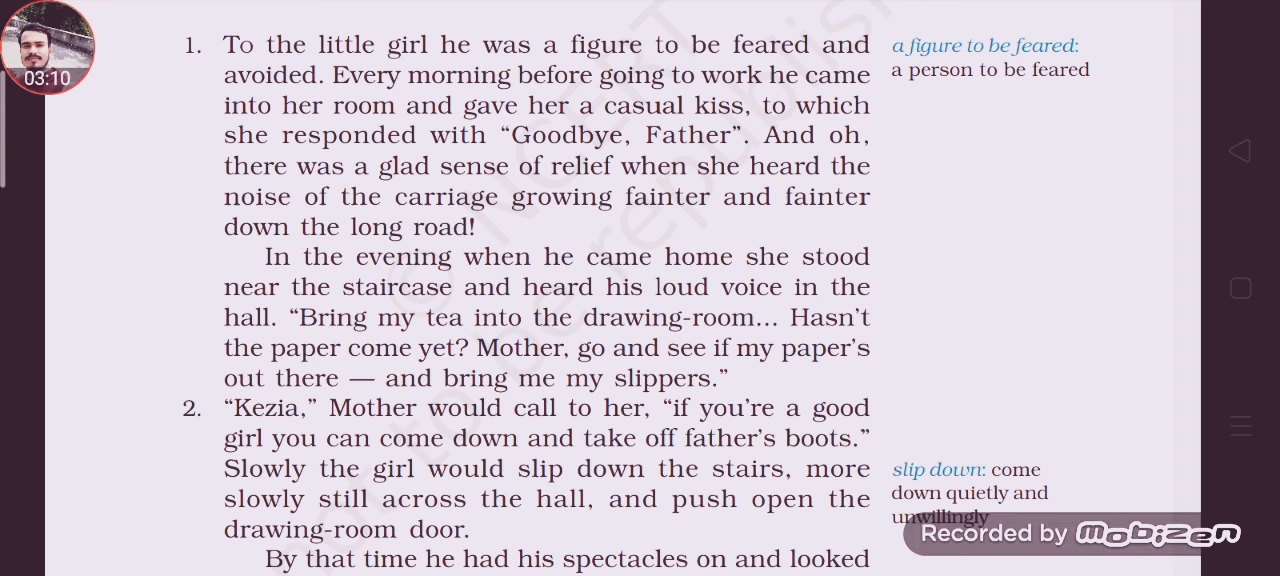 03:10
1. To the little girl he was a figure to be feared and
avoided. Every morning before going to work he came
into her room and gave her a casual kiss, to which
she responded with “Goodbye, Father”. And oh,
there was a glad sense of relief when she heard the
noise of the carriage growing fainter and fainter
down the long road!
In the evening when he came home she stood
near the staircase and heard his loud voice in the
hall. “Bring my tea into the drawing-room... Hasn’t
the paper come yet? Mother, go and see if my paper’s
out there — and bring me my slippers.”
2. “Kezia,” Mother would call to her, “if you’re a good
girl you can come down and take off father’s boots.”
Slowly the girl would slip down the stairs, more
slowly still across the hall, and push open the
drawing-room door.
By that time he had his spectacles on and looked
a figure to be feared:
a person to be feared
slip down: come
down quietly and
unwillingly
Recorded by mobizen
© NCERT
not to be republish